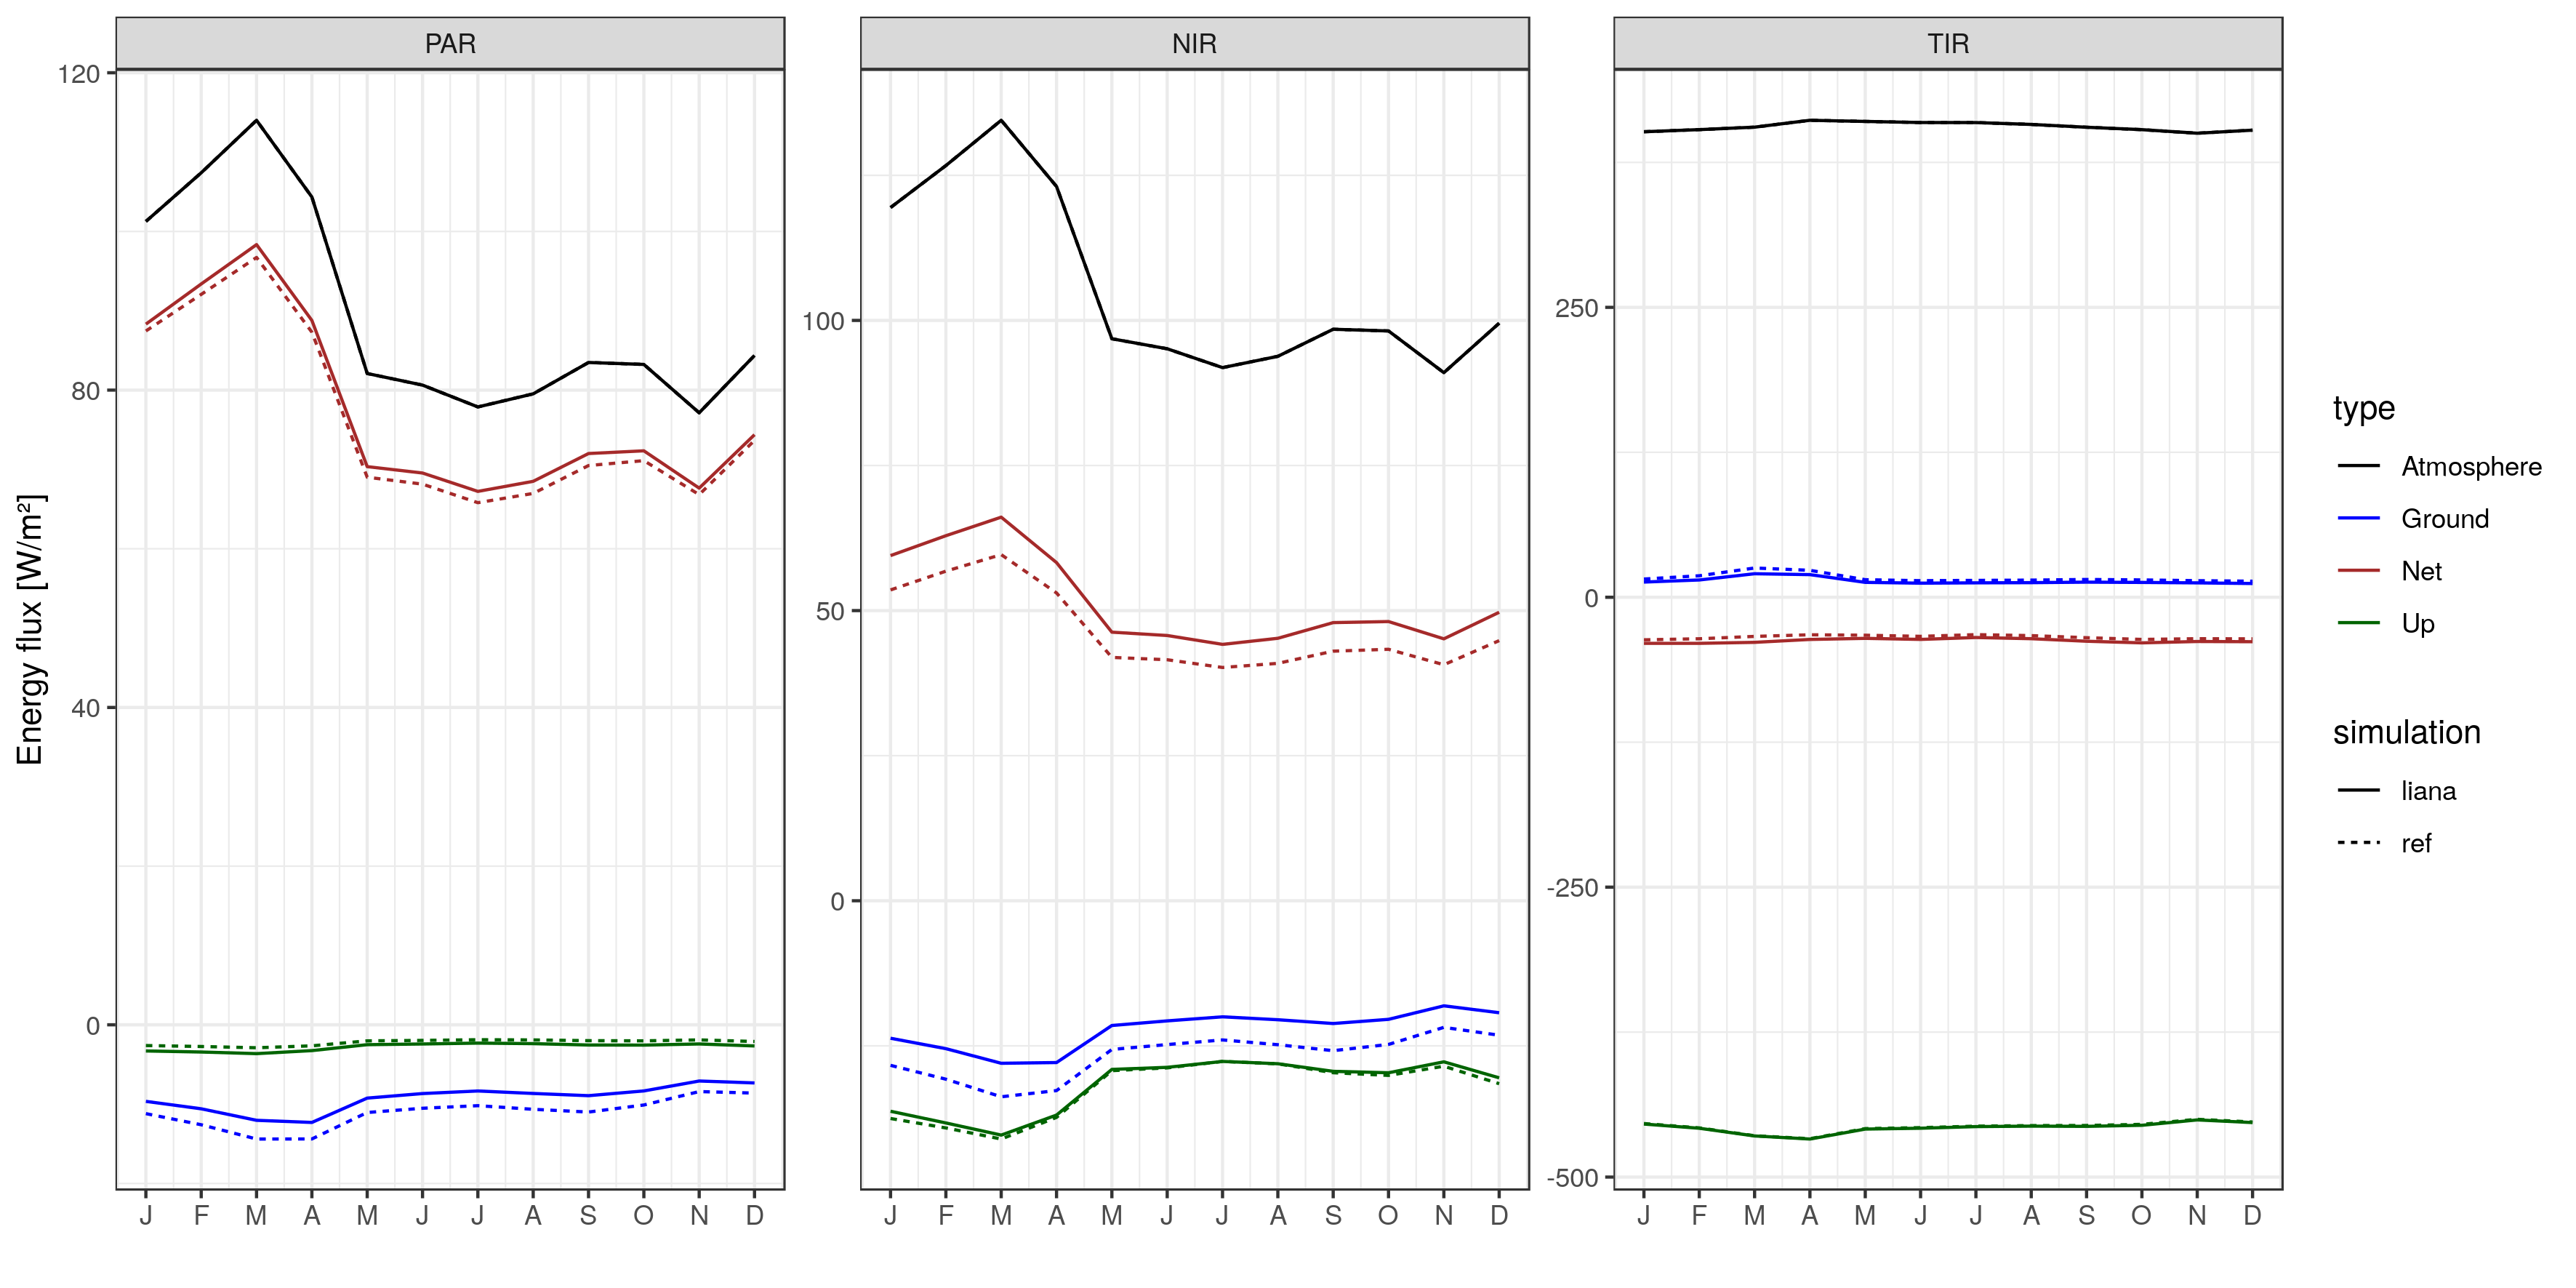 PAR
NIR
TIR
Energy flux [W/m²]
120
80
40
0
100
50
0
250
0
-250
-500
J F M A M J J A S O N D
J F M A M J J A S O N D
J F M A M J J A S O N D
type
Atmosphere
Ground
Net
Up
simulation
liana
ref